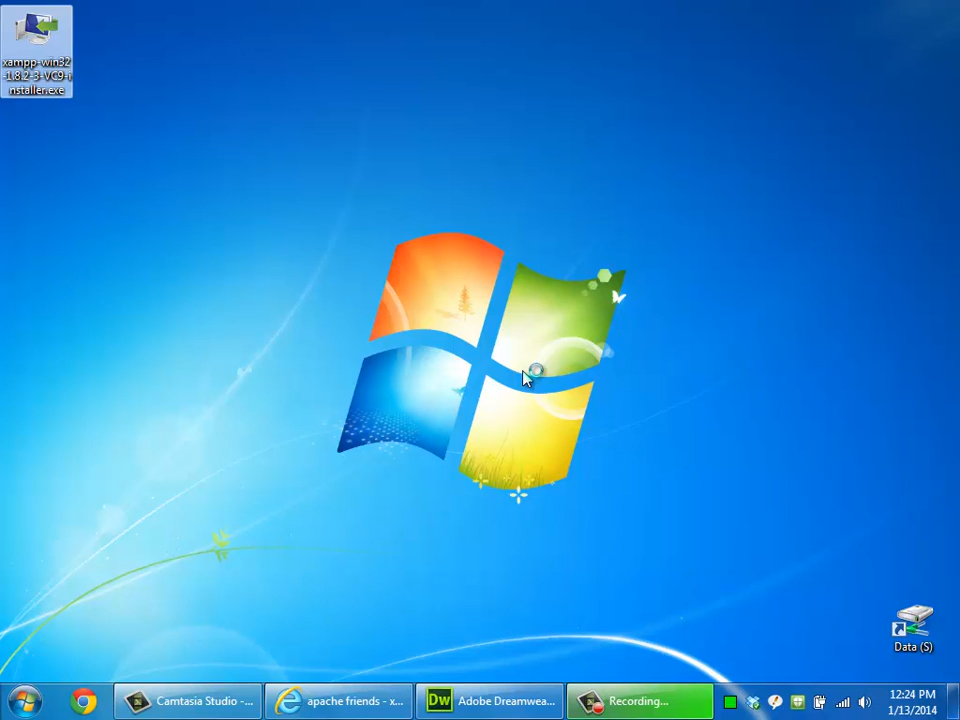 xampp-win32
-1.8.2-3-VC9-i
nstaller.exe
Data (S)
Camtasia Studio -...
apache friends - x...
Dw
Adobe Dreamwea...
Recording...
12:24 PM
1/13/2014